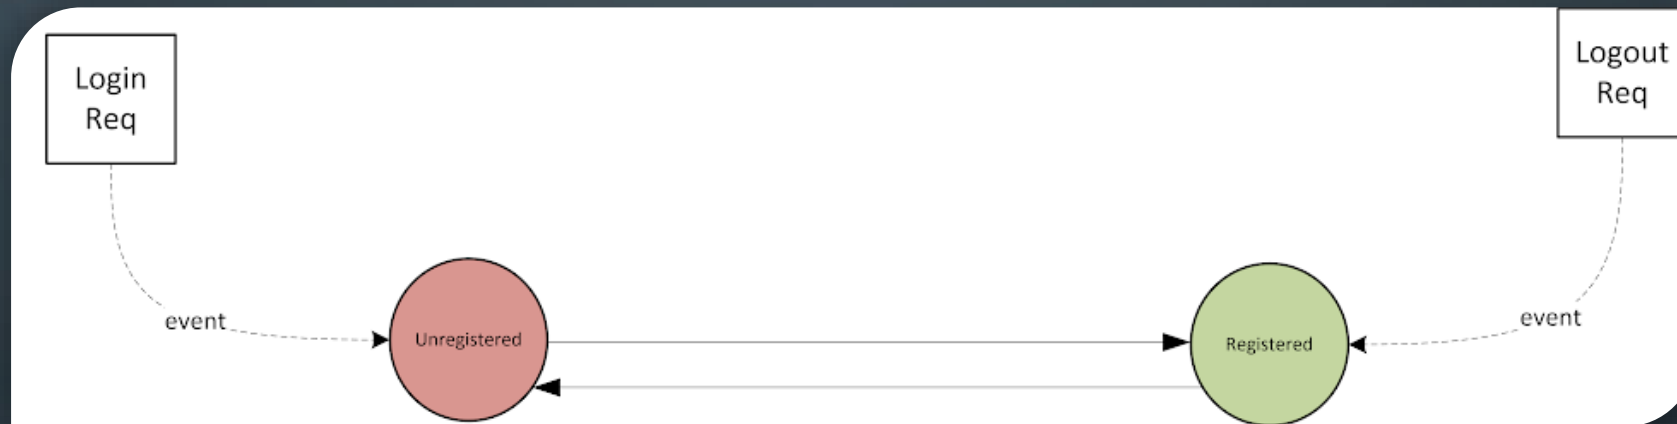 Login
Req
Logout
Req
event
event
Unregistered
Registered